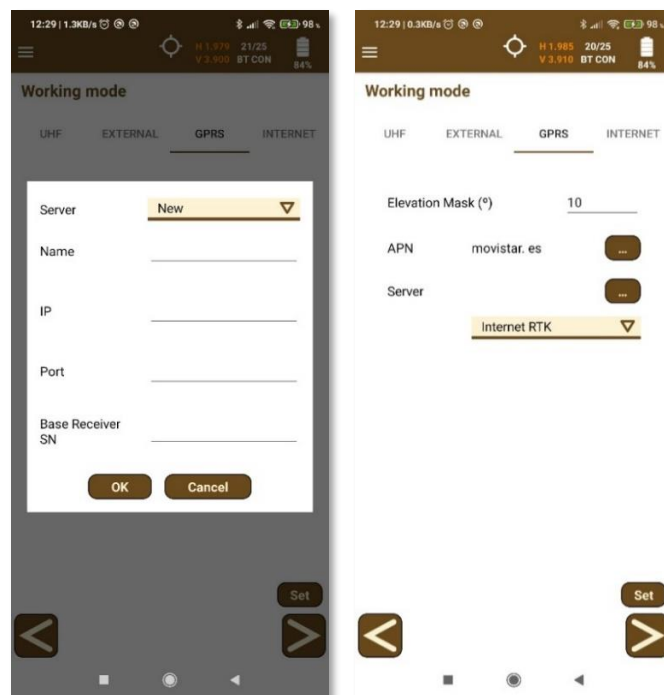 12:29 | 1.3KB/s 98%
H 1.979 21/25
V 3.900 BT CON
84%
Working mode
UHF EXTERNAL GPRS INTERNET
Server New
Name
IP
Port
Base Receiver
SN
OK Cancel
Set
12:29 | 0.3KB/s 98%
H 1.985 20/25
V 3.910 BT CON
84%
Working mode
UHF EXTERNAL GPRS INTERNET
Elevation Mask (º) 10
APN movistar. es ...
Server ...
Internet RTK
Set